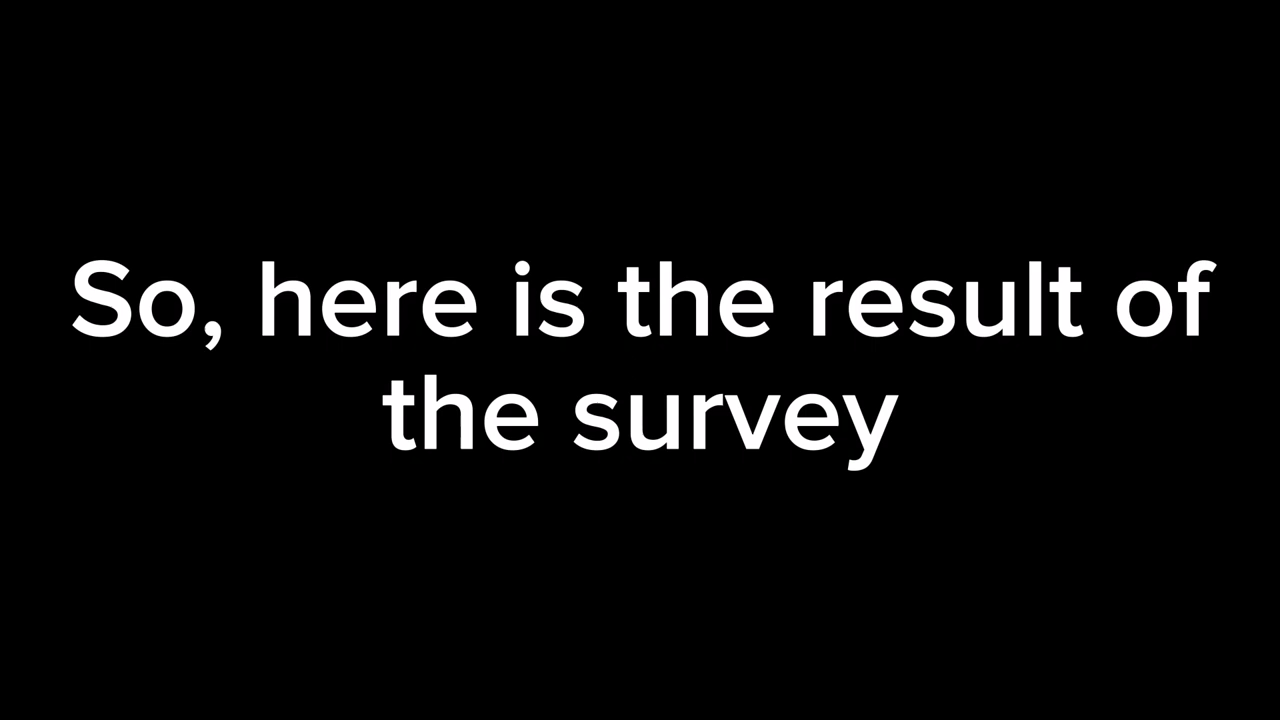 So, here is the result of
the survey